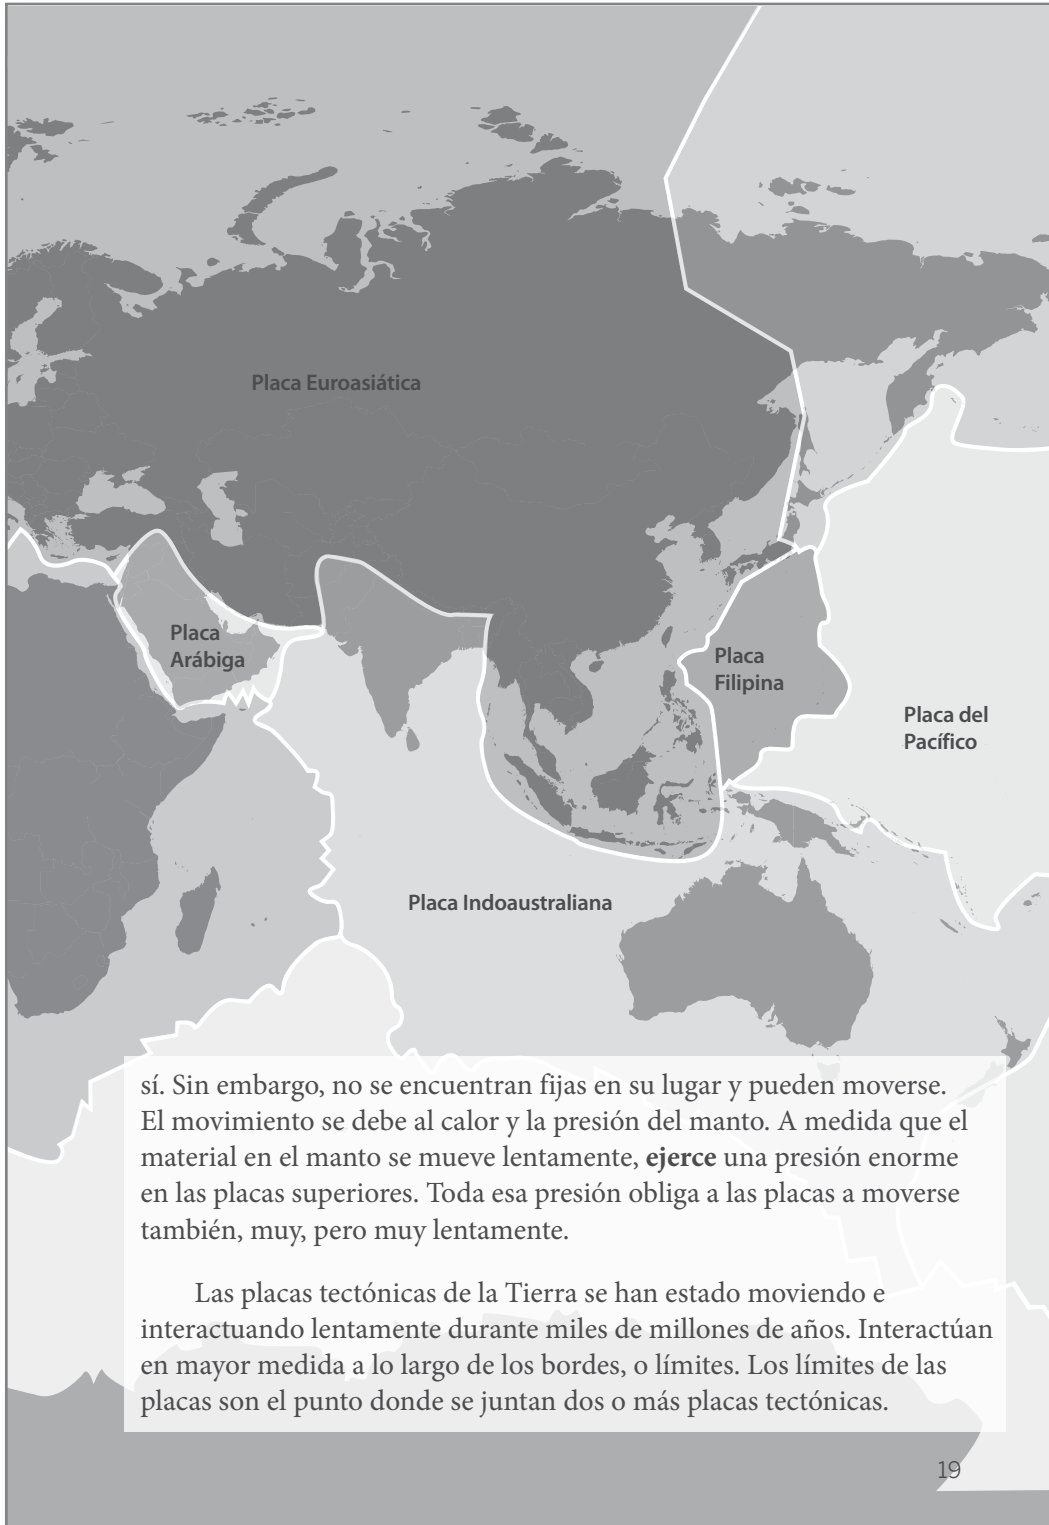 Placa Euroasiática
Placa
Arábiga
Placa
Filipina
Placa del
Pacífico
Placa Indoaustraliana
sí. Sin embargo, no se encuentran fijas en su lugar y pueden moverse.
El movimiento se debe al calor y la presión del manto. A medida que el
material en el manto se mueve lentamente, ejerce una presión enorme
en las placas superiores. Toda esa presión obliga a las placas a moverse
también, muy, pero muy lentamente.
Las placas tectónicas de la Tierra se han estado moviendo e
interactuando lentamente durante miles de millones de años. Interactúan
en mayor medida a lo largo de los bordes, o límites. Los límites de las
placas son el punto donde se juntan dos o más placas tectónicas.
19